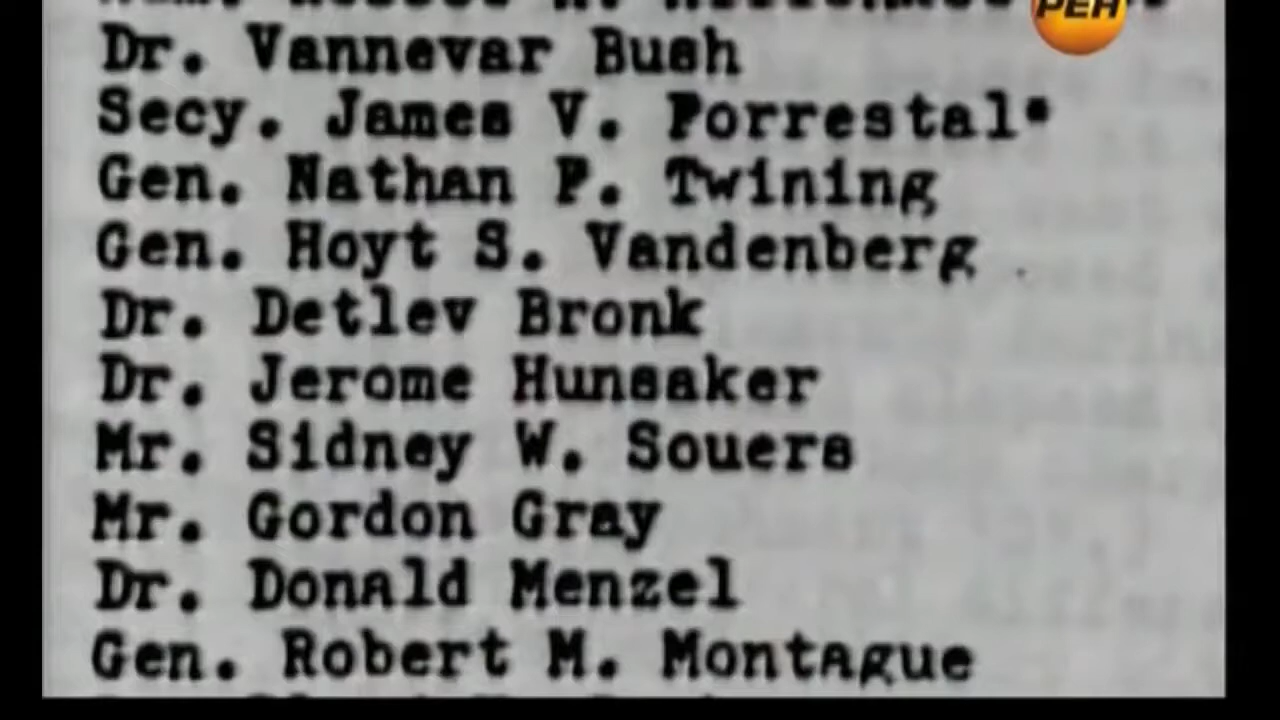 РЕН
Dr. Vannevar Bush
Secy. James V. Forrestal*
Gen. Nathan F. Twining
Gen. Hoyt S. Vandenberg
Dr. Detlev Bronk
Dr. Jerome Hunsaker
Mr. Sidney W. Souers
Mr. Gordon Gray
Dr. Donald Menzel
Gen. Robert M. Montague